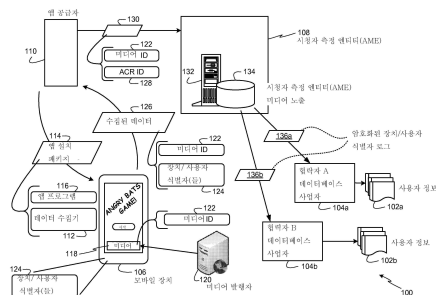 앱 공급자
130
110
122
미디어 ID
ACR ID
128
108
시청자 측정 엔티티(AME)
132
134
시청자 측정 엔티티(AME)
미디어 노출
126
수집된 데이터
114
앱 설치
패키지
122
미디어 ID
장치/ 사용자
식별자(들)
124
136a
136b
암호화된 장치/사용자
식별자 로그
116
앱 프로그램
데이터 수집기
112
ANGRY BATS
GAME!
122
미디어 ID
협력자 A
데이터베이스
사업자
104a
사용자 정보
102a
118
미디어
106
모바일 장치
120
미디어 발행자
협력자 B
데이터베이스
사업자
104b
사용자 정보
102b
124
장치/ 사용자
식별자(들)
100